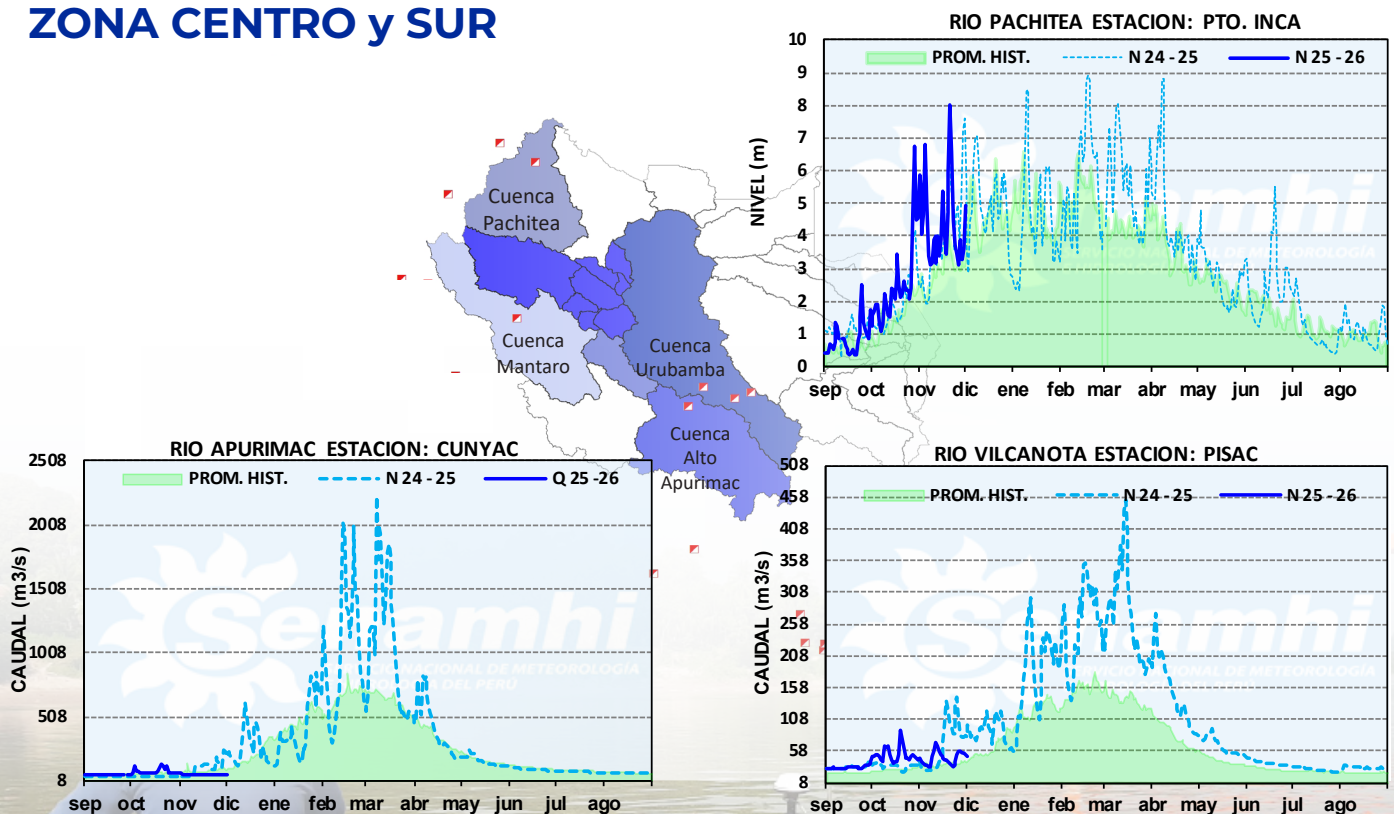 ZONA CENTRO y SUR
RIO PACHITEA ESTACION: PTO. INCA
PROM. HIST. N 24 - 25 N 25 - 26
NIVEL (m)
10
9
8
7
6
5
4
3
2
1
0
sep oct nov dic ene feb mar abr may jun jul ago
Cuenca
Pachitea
Cuenca
Mantaro
Cuenca
Urubamba
Cuenca
Alto
Apurimac
RIO APURIMAC ESTACION: CUNYAC
PROM. HIST. N 24 - 25 Q 25 -26
CAUDAL (m3/s)
2508
2008
1508
1008
508
8
sep oct nov dic ene feb mar abr may jun jul ago
RIO VILCANOTA ESTACION: PISAC
PROM. HIST. N 24 - 25 N 25 - 26
CAUDAL (m3/s)
508
458
408
358
308
258
208
158
108
58
8
sep oct nov dic ene feb mar abr may jun jul ago